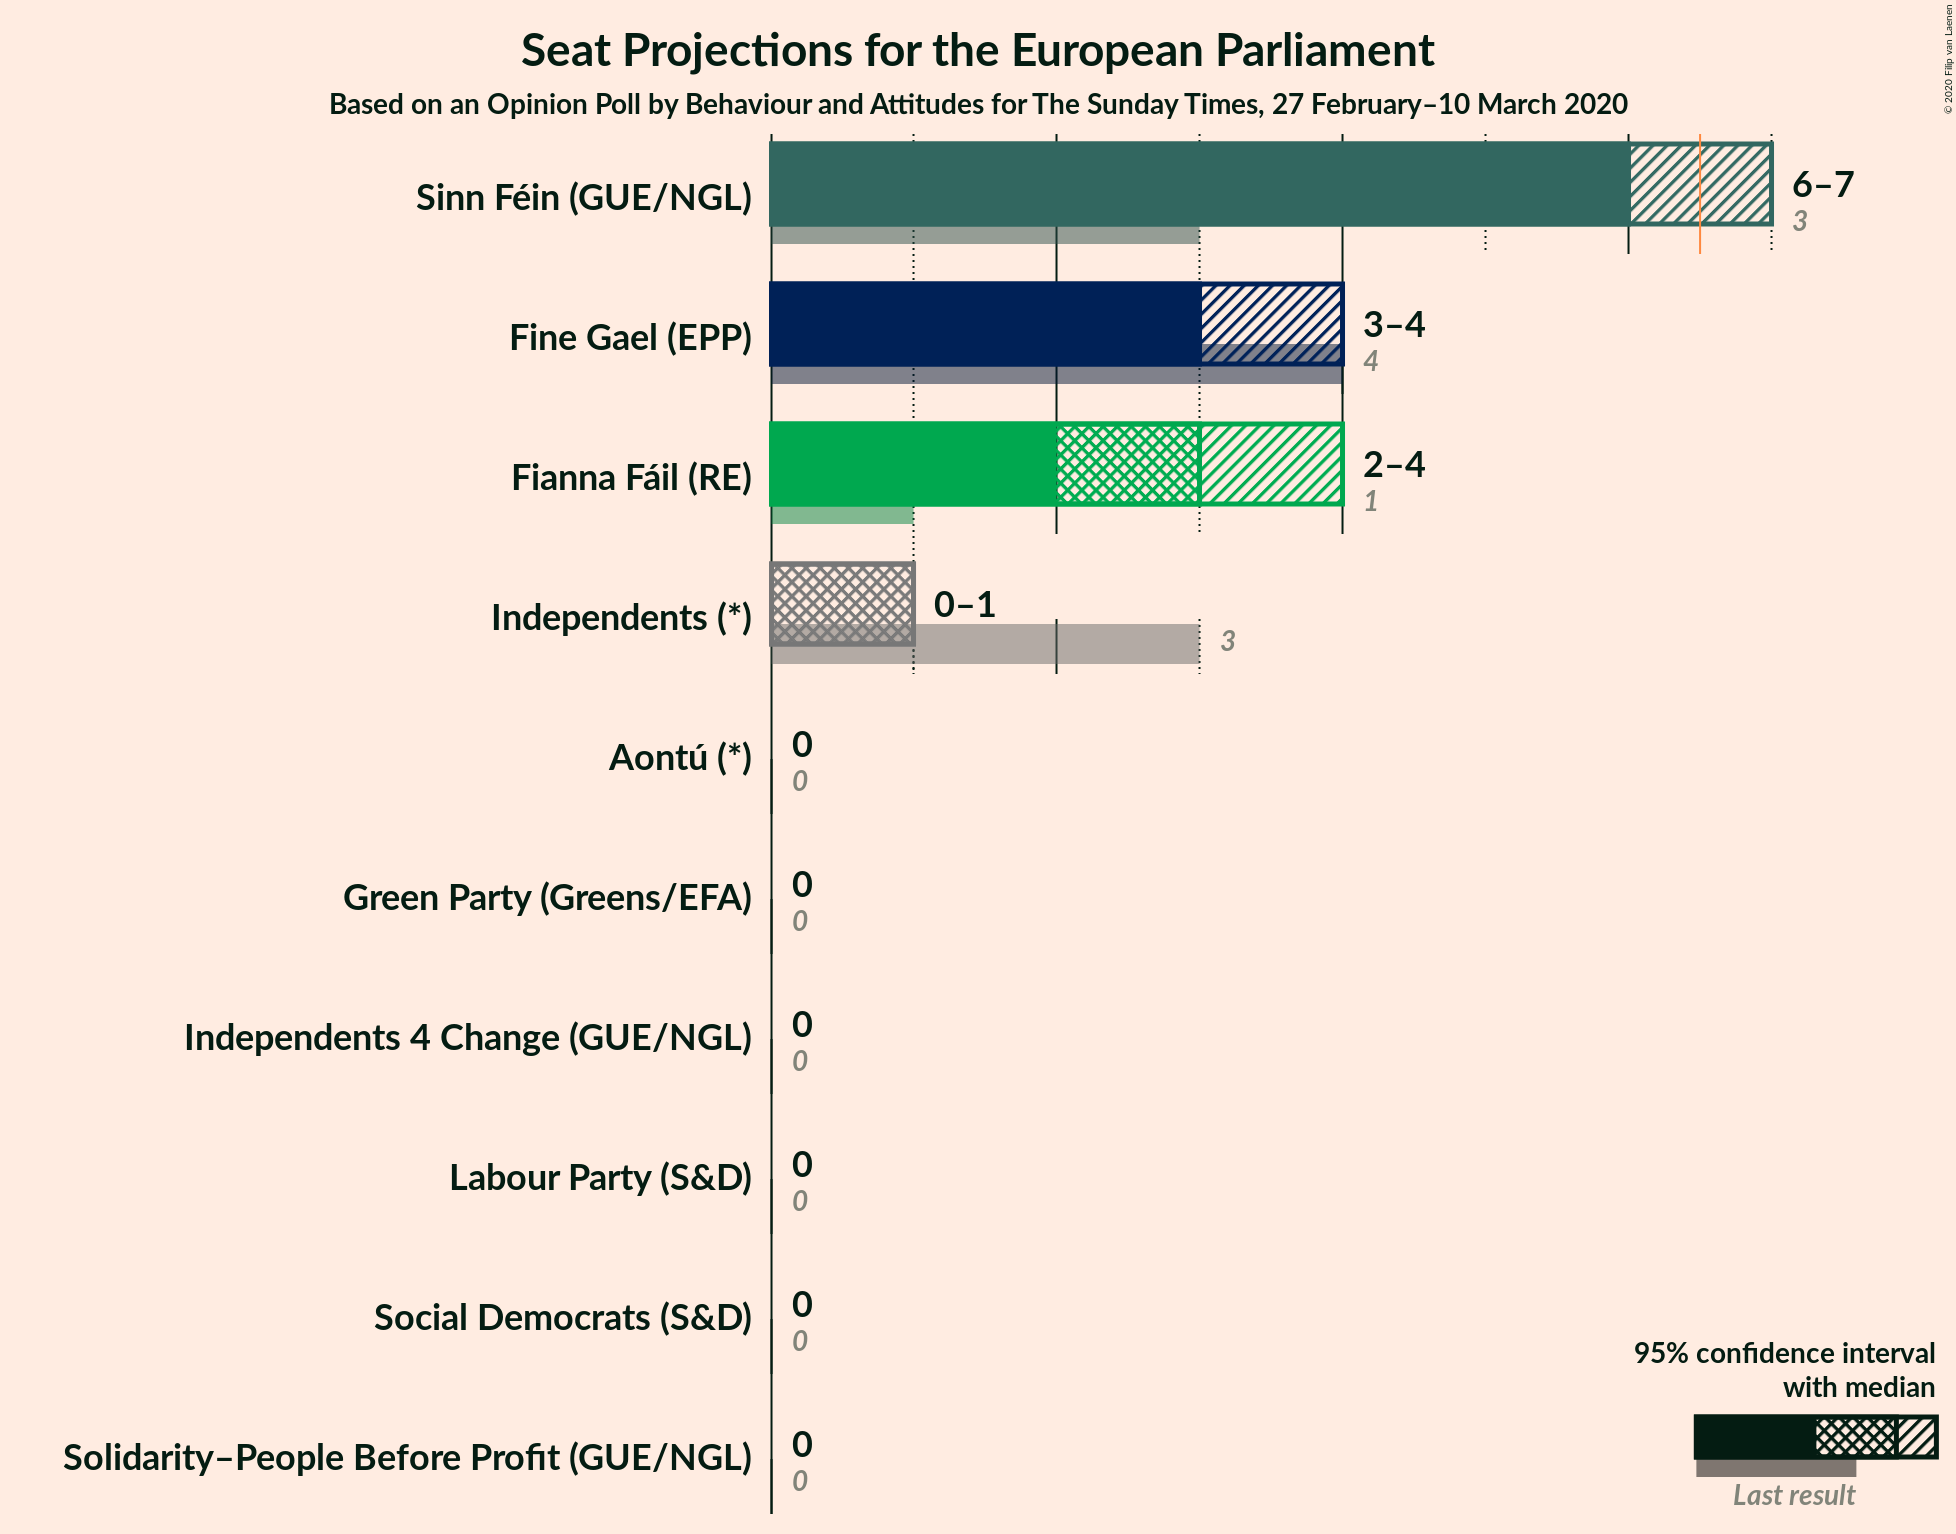 Seat Projections for the European Parliament
Based on an Opinion Poll by Behaviour and Attitudes for The Sunday Times, 27 February–10 March 2020
© 2020 Filip van Laenen
Sinn Féin (GUE/NGL)
6–7
3
Fine Gael (EPP)
3–4
4
Fianna Fáil (RE)
2–4
1
Independents (*)
0–1
3
Aontú (*)
0
0
Green Party (Greens/EFA)
0
0
Independents 4 Change (GUE/NGL)
0
0
Labour Party (S&D)
0
0
Social Democrats (S&D)
0
0
Solidarity–People Before Profit (GUE/NGL)
0
0
95% confidence interval
with median
Last result